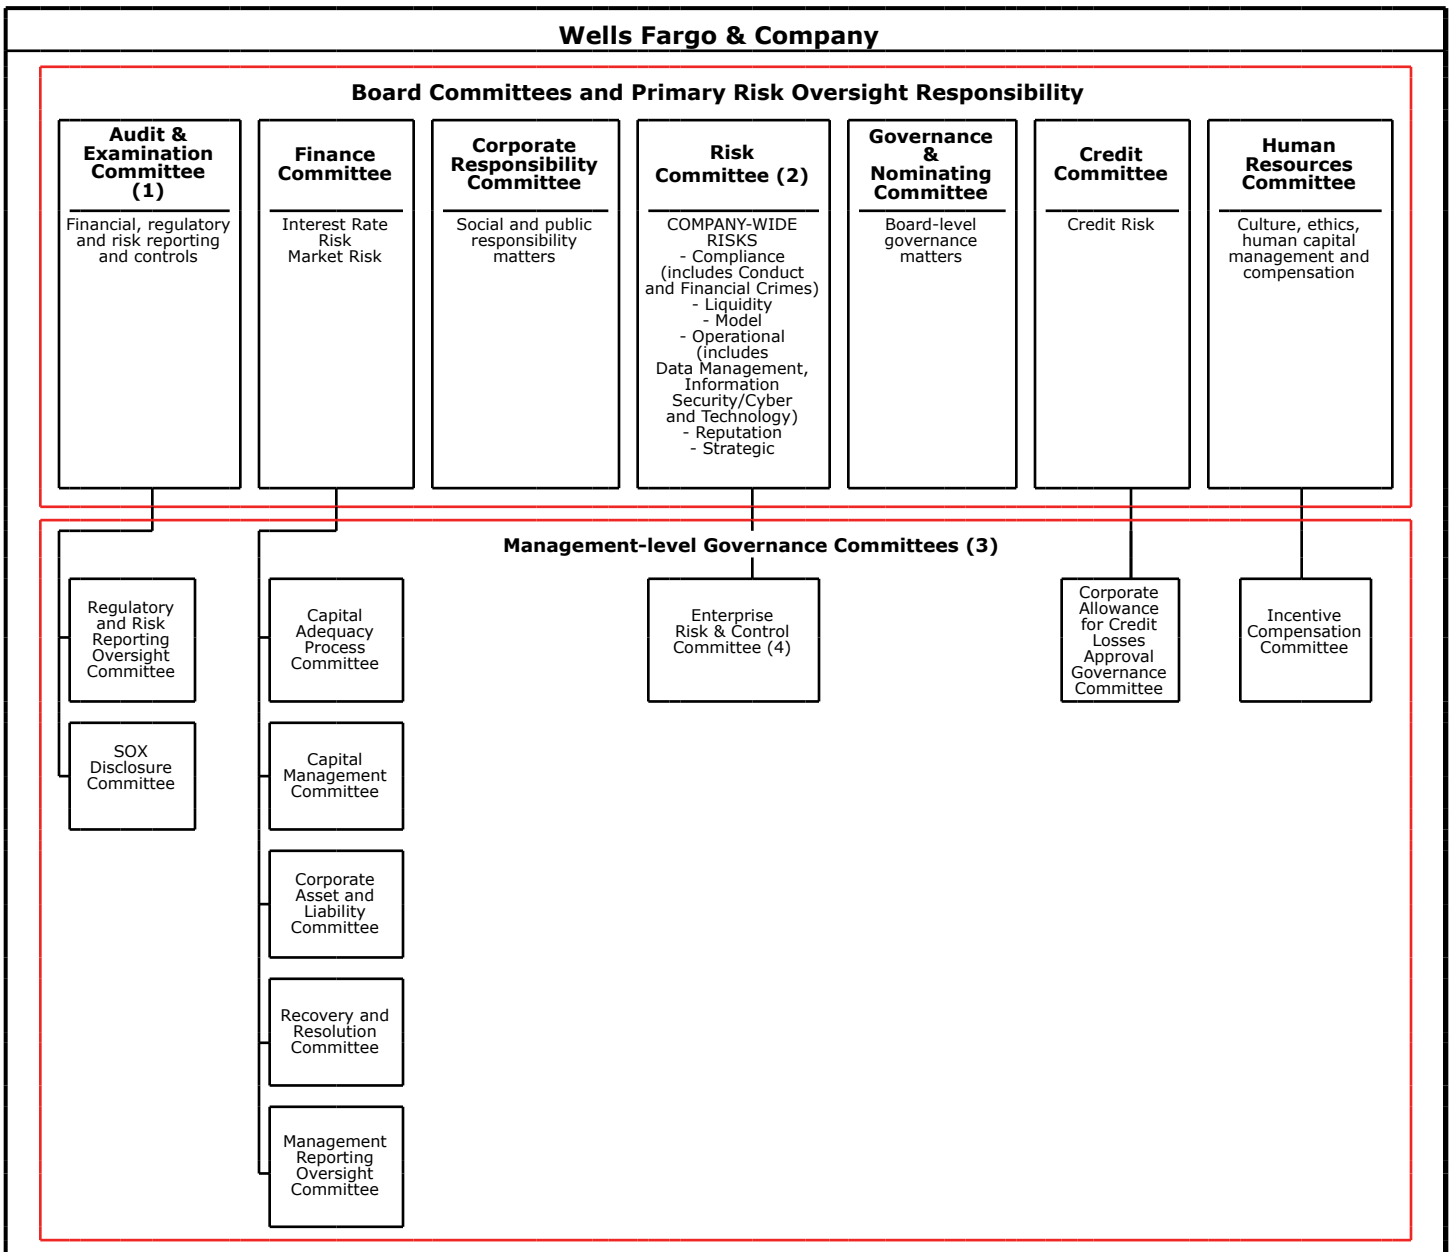 Wells Fargo & Company
Board Committees and Primary Risk Oversight Responsibility
Audit &
Examination
Committee
(1)
Financial, regulatory
and risk reporting
and controls
Finance
Committee
Interest Rate
Risk
Market Risk
Corporate
Responsibility
Committee
Social and public
responsibility
matters
Risk
Committee (2)
COMPANY-WIDE
RISKS
- Compliance
(includes Conduct
and Financial Crimes)
- Liquidity
- Model
- Operational
(includes
Data Management,
Information
Security/Cyber
and Technology)
- Reputation
- Strategic
Governance
&
Nominating
Committee
Board-level
governance
matters
Credit
Committee
Credit Risk
Human
Resources
Committee
Culture, ethics,
human capital
management and
compensation
Management-level Governance Committees (3)
Regulatory
and Risk
Reporting
Oversight
Committee
SOX
Disclosure
Committee
Capital
Adequacy
Process
Committee
Capital
Management
Committee
Corporate
Asset and
Liability
Committee
Recovery and
Resolution
Committee
Management
Reporting
Oversight
Committee
Enterprise
Risk & Control
Committee (4)
Corporate
Allowance
for Credit
Losses
Approval
Governance
Committee
Incentive
Compensation
Committee